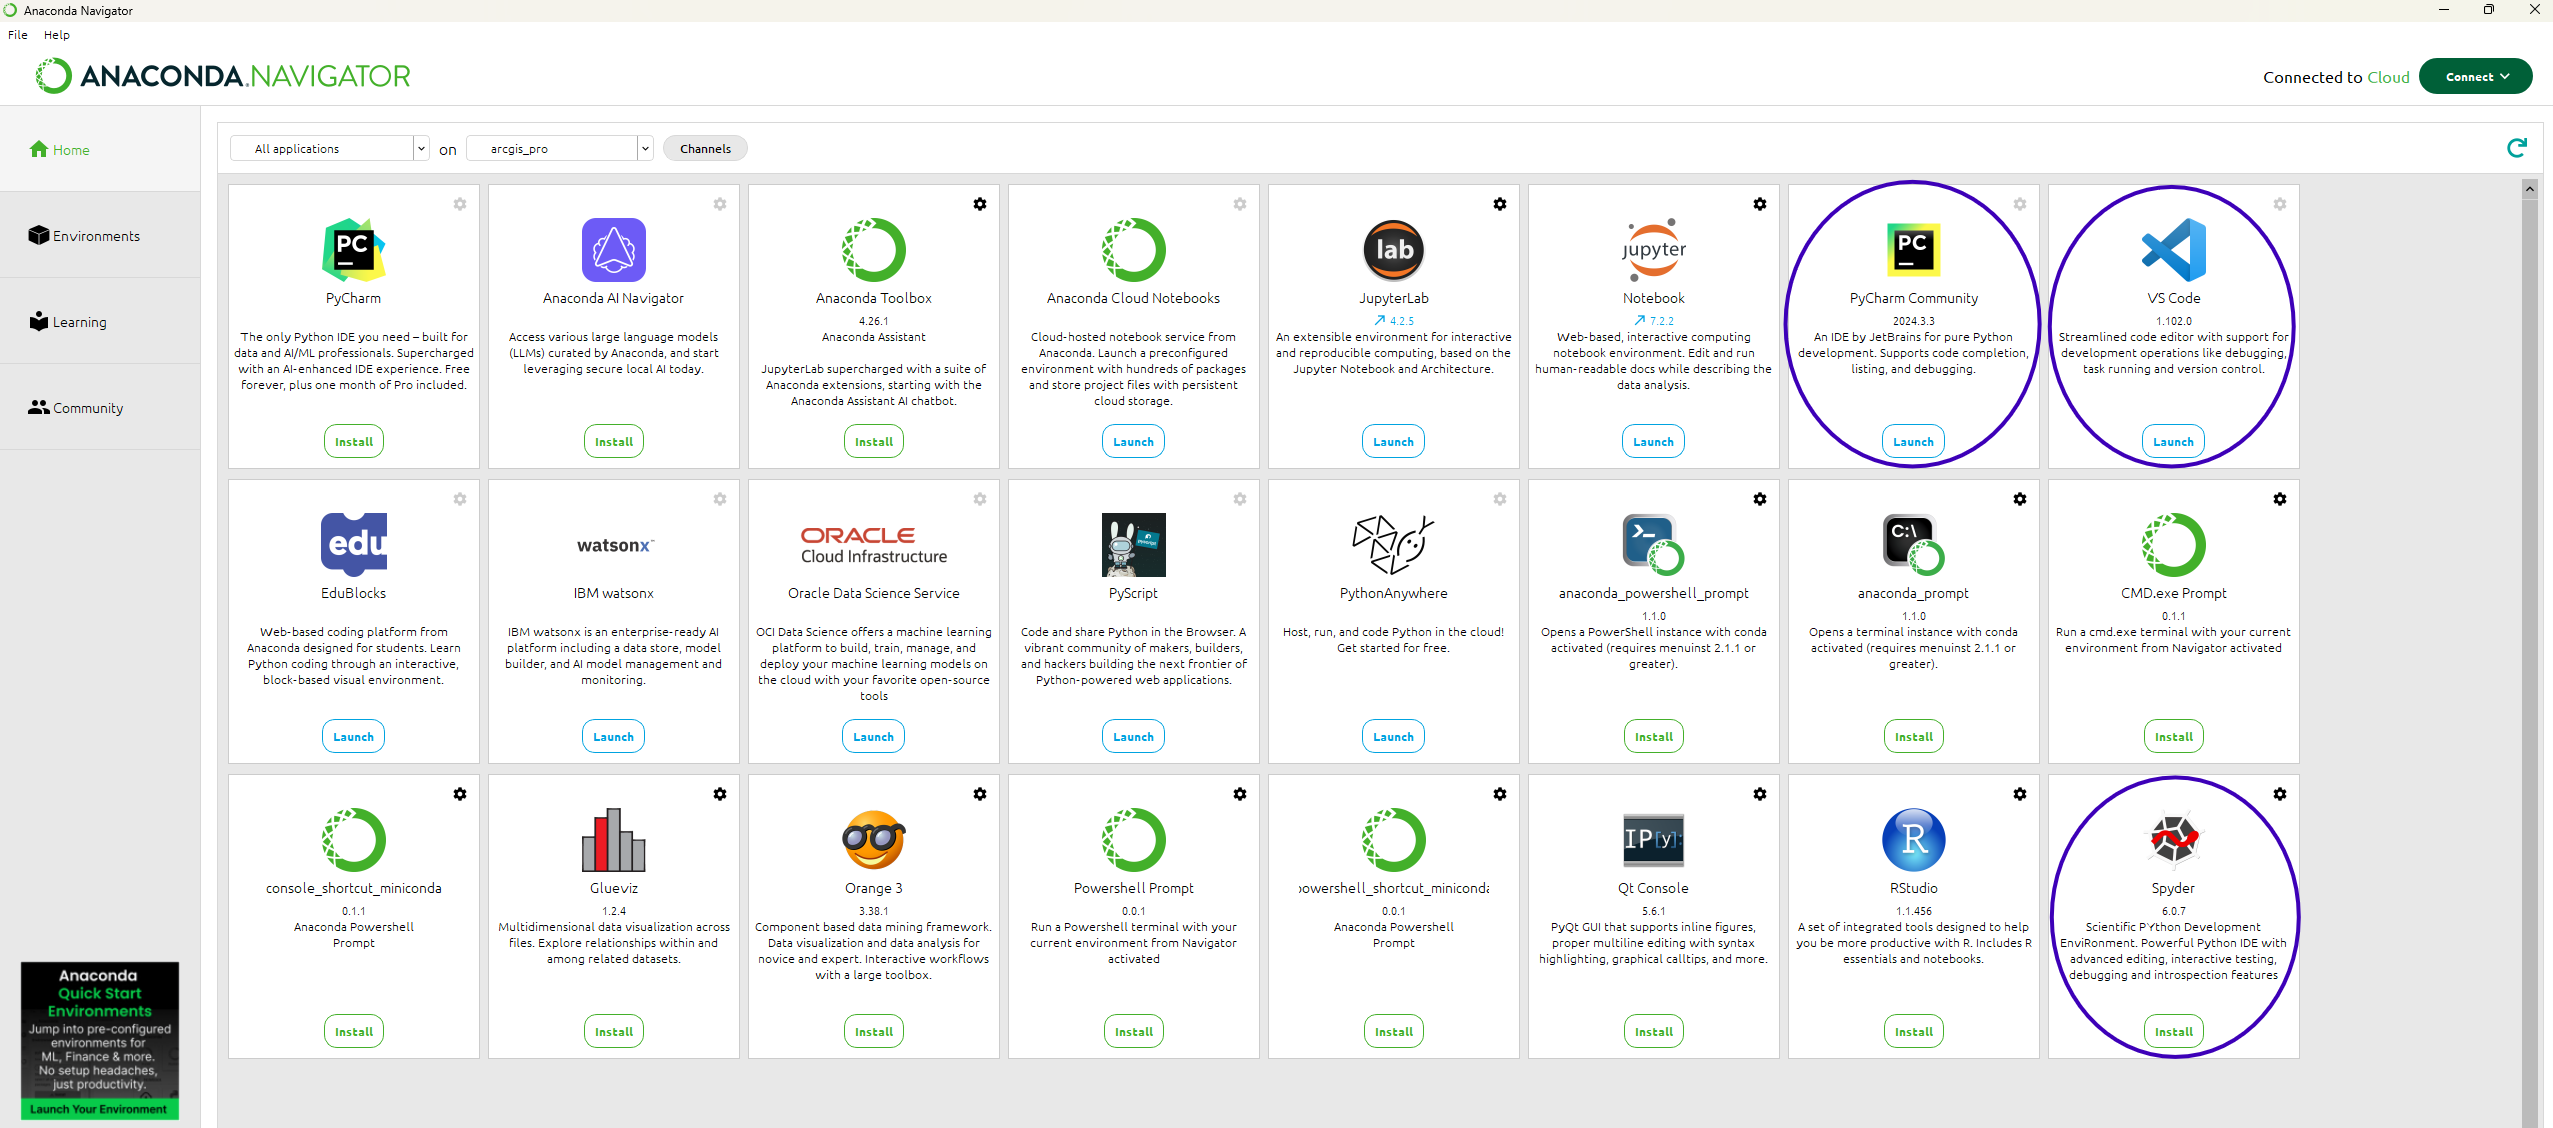 Anaconda Navigator
File Help
ANACONDA.NAVIGATOR
Connected to Cloud Connect
Home
Environments
Learning
Community
All applications on arcgis_pro Channels
PC
PyCharm
The only Python IDE you need – built for
data and AI/ML professionals. Supercharged
with an AI-enhanced IDE experience. Free
forever, plus one month of Pro included.
Install
Anaconda AI Navigator
Access various large language models
(LLMs) curated by Anaconda, and start
leveraging secure local AI today.
Install
Anaconda Toolbox
4.26.1
Anaconda Assistant
JupyterLab supercharged with a suite of
Anaconda extensions, starting with the
Anaconda Assistant AI chatbot.
Install
Anaconda Cloud Notebooks
Cloud-hosted notebook service from
Anaconda. Launch a preconfigured
environment with hundreds of packages
and store project files with persistent
cloud storage.
Launch
lab
JupyterLab
4.2.5
An extensible environment for interactive
and reproducible computing, based on the
Jupyter Notebook and Architecture.
Launch
jupyter
Notebook
7.2.2
Web-based, interactive computing
notebook environment. Edit and run
human-readable docs while describing the
data analysis.
Launch
PC
PyCharm Community
2024.3.3
An IDE by JetBrains for pure Python
development. Supports code completion,
listing, and debugging.
Launch
VS Code
1.102.0
Streamlined code editor with support for
development operations like debugging,
task running and version control.
Launch
edu
EduBlocks
Web-based coding platform from
Anaconda designed for students. Learn
Python coding through an interactive,
block-based visual environment.
Launch
watsonx™
IBM watsonx
IBM watsonx is an enterprise-ready AI
platform including a data store, model
builder, and AI model management and
monitoring.
Launch
ORACLE
Cloud Infrastructure
Oracle Data Science Service
OCI Data Science offers a machine learning
platform to build, train, manage, and
deploy your machine learning models on
the cloud with your favorite open-source
tools
Launch
PyScript
Code and share Python in the Browser. A
vibrant community of makers, builders,
and hackers building the next frontier of
Python-powered web applications.
Launch
PythonAnywhere
Host, run, and code Python in the cloud!
Get started for free.
Launch
anaconda_powershell_prompt
1.1.0
Opens a PowerShell instance with conda
activated (requires menuinst 2.1.1 or
greater).
Install
C:\
anaconda_prompt
1.1.0
Opens a terminal instance with conda
activated (requires menuinst 2.1.1 or
greater).
Install
CMD.exe Prompt
0.1.1
Run a cmd.exe terminal with your current
environment from Navigator activated
Install
console_shortcut_miniconda
0.1.1
Anaconda Powershell
Prompt
Install
Glueviz
1.2.4
Multidimensional data visualization across
files. Explore relationships within and
among related datasets.
Install
Orange 3
3.38.1
Component based data mining framework.
Data visualization and data analysis for
novice and expert. Interactive workflows
with a large toolbox.
Install
Powershell Prompt
0.0.1
Run a Powershell terminal with your
current environment from Navigator
activated
Install
powershell_shortcut_miniconda
0.0.1
Anaconda Powershell
Prompt
Install
IP[y]:
Qt Console
5.6.1
PyQt GUI that supports inline figures,
proper multiline editing with syntax
highlighting, graphical calltips, and more.
Install
R
RStudio
1.1.456
A set of integrated tools designed to help
you be more productive with R. Includes R
essentials and notebooks.
Install
Spyder
6.0.7
Scientific PYthon Development
EnviRonment. Powerful Python IDE with
advanced editing, interactive testing,
debugging and introspection features
Install
Anaconda
Quick Start
Environments
Jump into pre-configured
environments for
ML, Finance & more.
No setup headaches,
just productivity.
Launch Your Environment